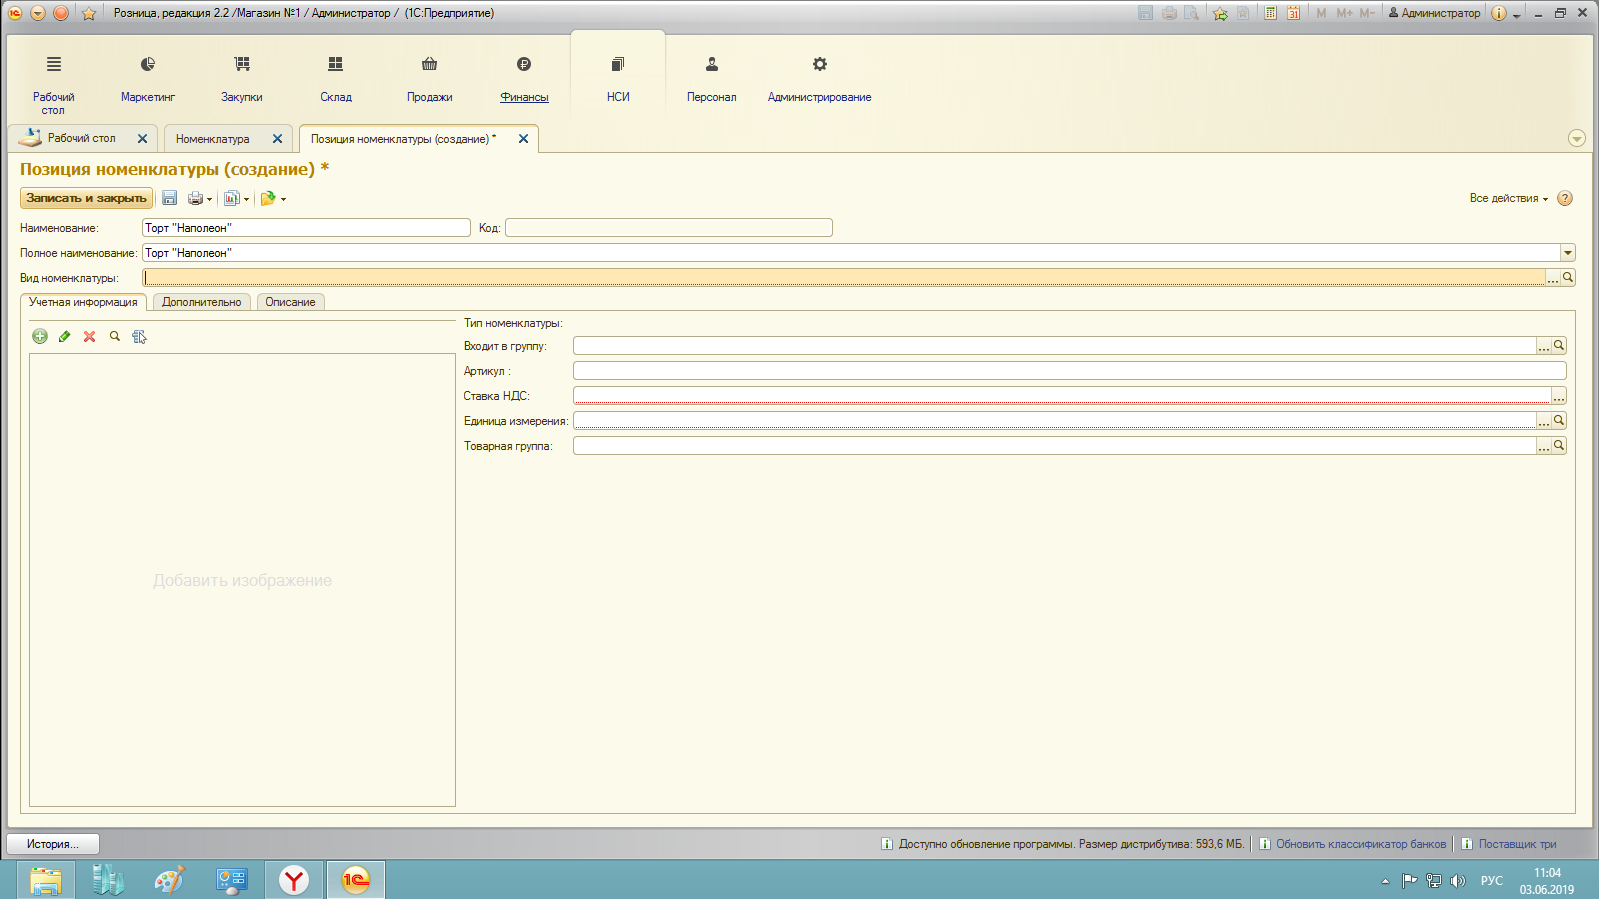 Розница, редакция 2.2 /Магазин №1 / Администратор / (1С:Предприятие)
31 M M+ M- Администратор
Рабочий стол
Маркетинг
Закупки
Склад
Продажи
Финансы
НСИ
Персонал
Администрирование
Рабочий стол
Номенклатура
Позиция номенклатуры (создание) *
Позиция номенклатуры (создание) *
Записать и закрыть
Все действия
?
Наименование: Торт "Наполеон" Код:
Полное наименование: Торт "Наполеон"
Вид номенклатуры: ...
Учетная информация Дополнительно Описание
Тип номенклатуры:
Входит в группу: ...
Артикул :
Ставка НДС: ...
Единица измерения: ...
Товарная группа: ...
Добавить изображение
История...
Доступно обновление программы. Размер дистрибутива: 593,6 МБ.
Обновить классификатор банков
Поставщик три
1С
РУС
11:04
03.06.2019